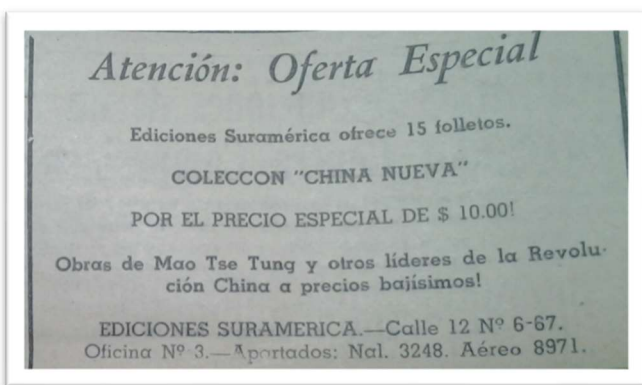 Atención: Oferta Especial
Ediciones Suramérica ofrece 15 folletos.
COLECCON "CHINA NUEVA"
POR EL PRECIO ESPECIAL DE $ 10.00!
Obras de Mao Tse Tung y otros líderes de la Revolu-
ción China a precios bajísimos!
EDICIONES SURAMERICA.—Calle 12 Nº 6-67.
Oficina Nº 3.—Apartados: Nal. 3248. Aéreo 8971.